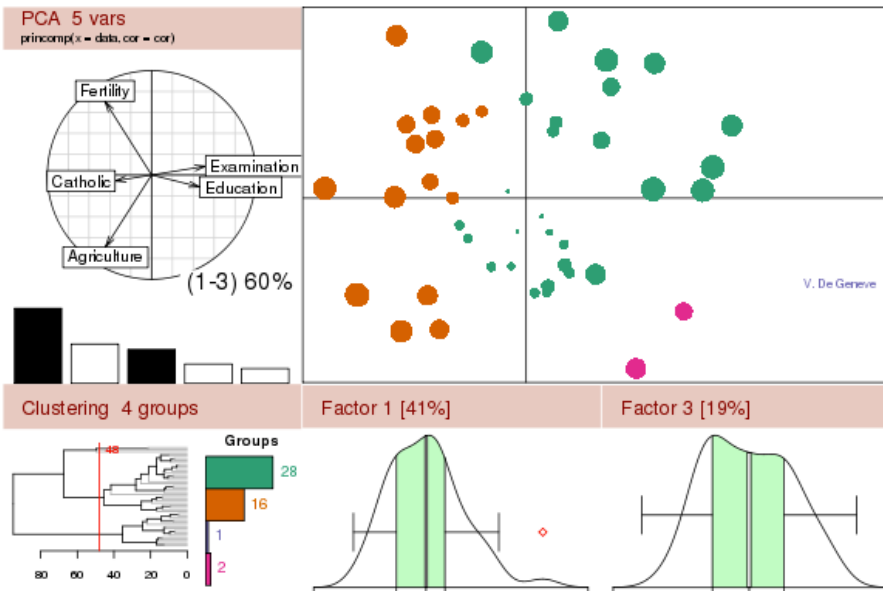 PCA 5 vars
princomp(x = data, cor = cor)
Fertility
Examination
Catholic
Education
Agriculture
(1-3) 60%
V. De Geneve
Clustering 4 groups
Factor 1 [41%]
Factor 3 [19%]
Groups
48
28
16
1
2
80 60 40 20 0